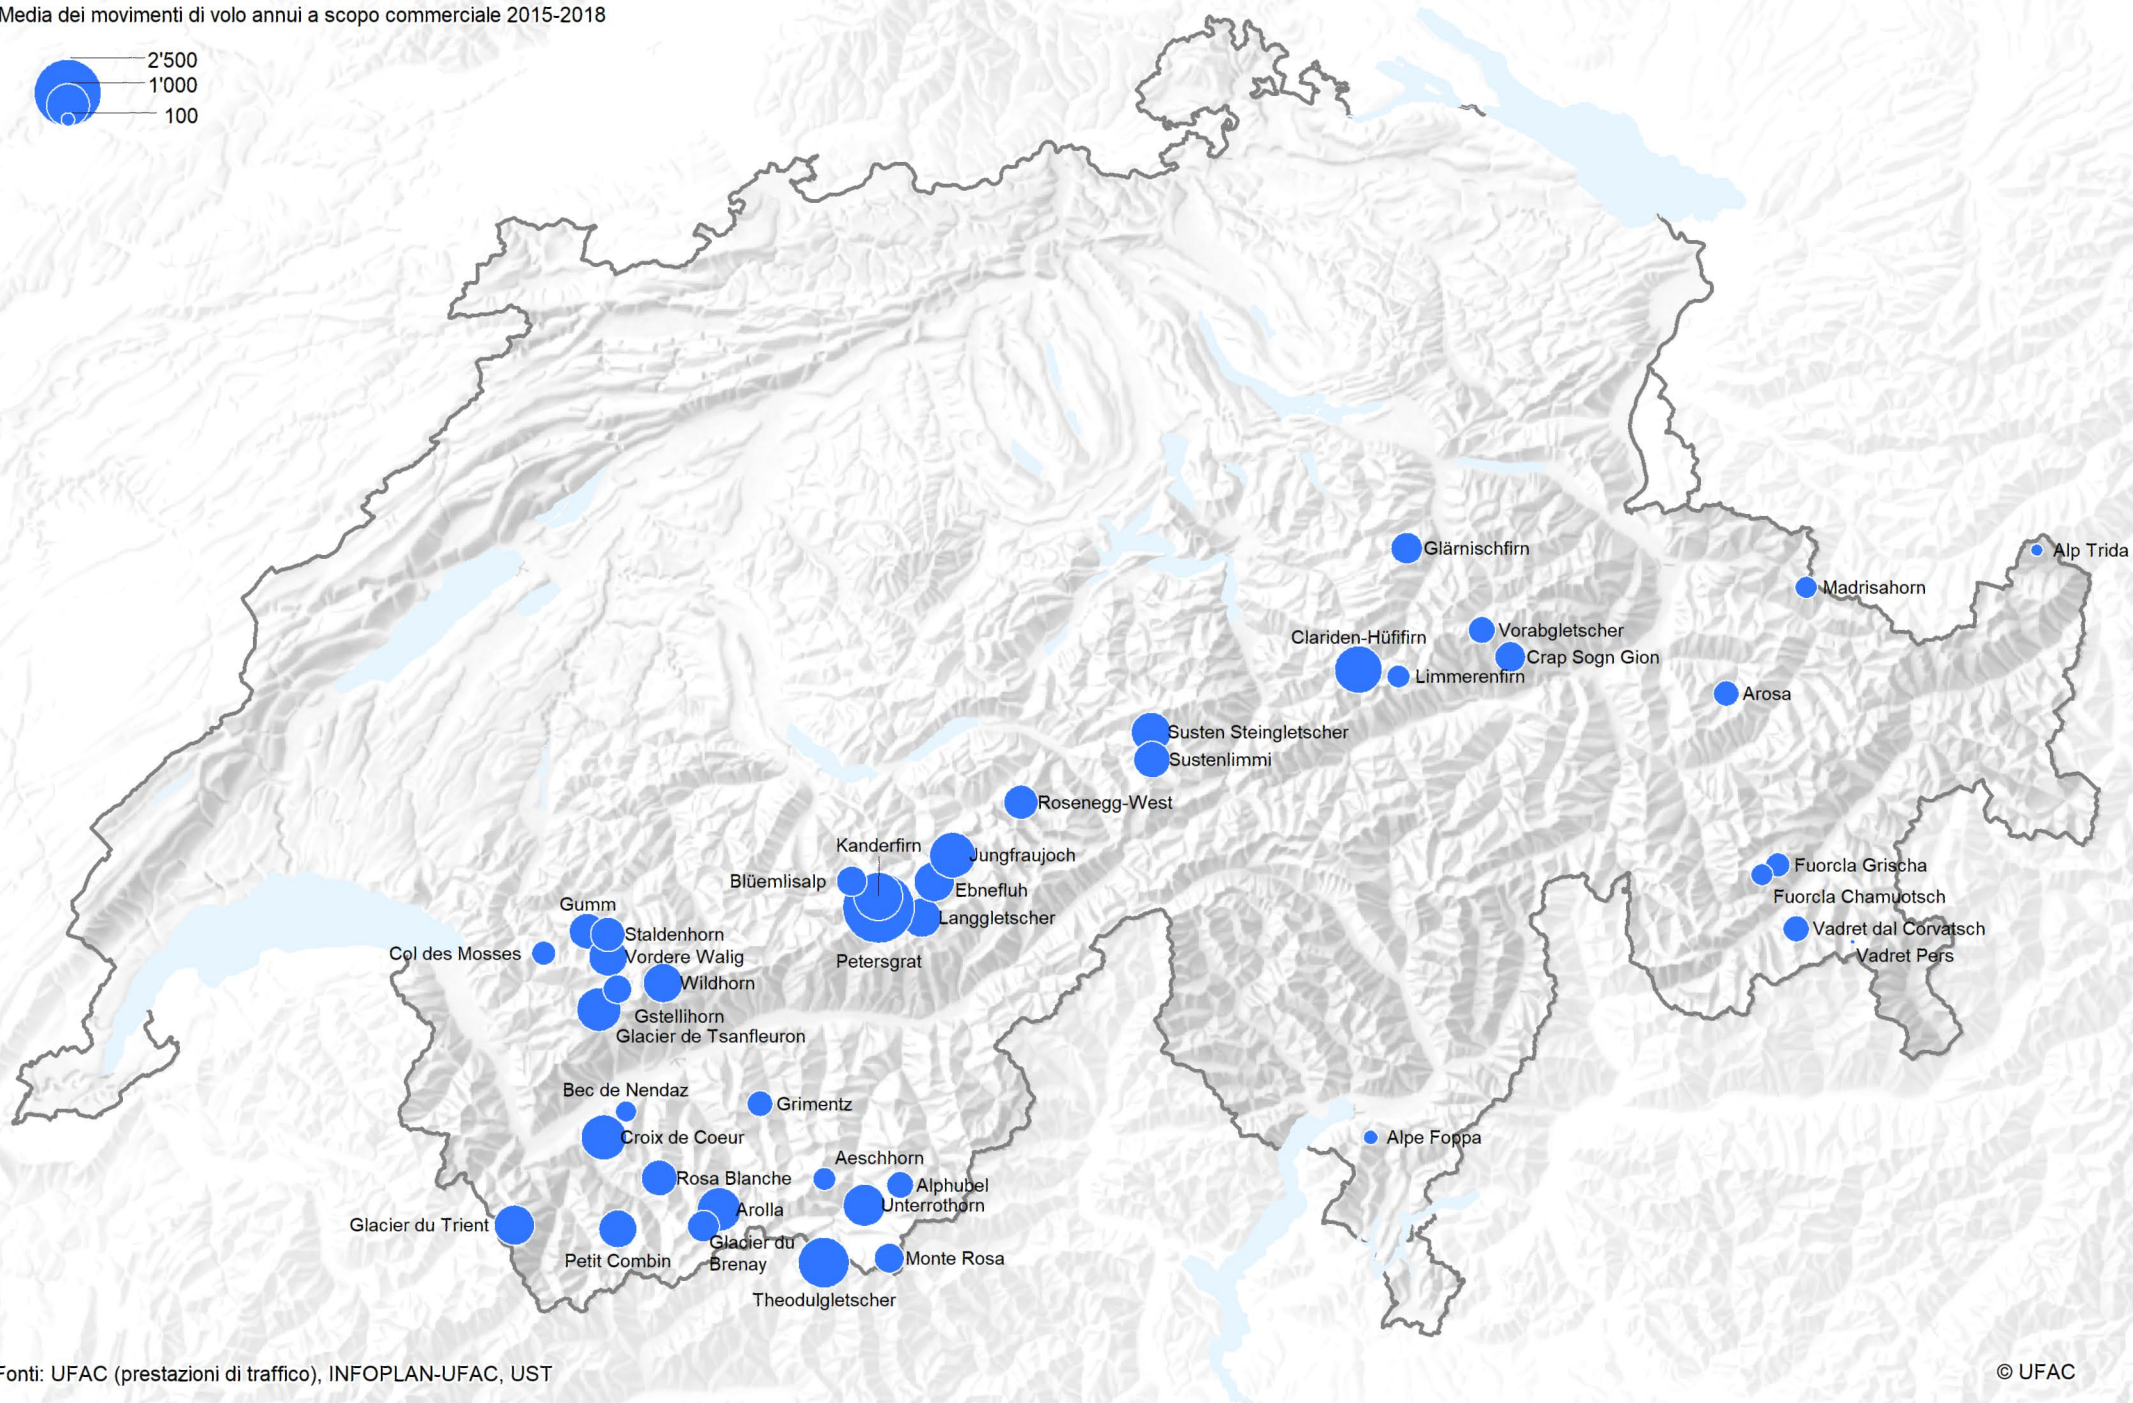 Media dei movimenti di volo annui a scopo commerciale 2015-2018
2'500
1'000
100
Glärnischfirn
Alp Trida
Madrisahorn
Clariden-Hüfifirn
Vorabgletscher
Crap Sogn Gion
Limmerenfirn
Arosa
Susten Steingletscher
Sustenlimmi
Rosenegg-West
Kanderfirn
Jungfraujoch
Blüemlisalp
Ebnefluh
Langgletscher
Petersgrat
Fuorcla Grischa
Fuorcla Chamuotsch
Vadret dal Corvatsch
Vadret Pers
Gumm
Staldenhorn
Col des Mosses
Vordere Walig
Wildhorn
Gstellihorn
Glacier de Tsanfleuron
Bec de Nendaz
Grimentz
Croix de Coeur
Alpe Foppa
Aeschhorn
Rosa Blanche
Alphubel
Unterrothorn
Arolla
Glacier du Trient
Glacier du
Brenay
Petit Combin
Monte Rosa
Theodulgletscher
Fonti: UFAC (prestazioni di traffico), INFOPLAN-UFAC, UST
© UFAC